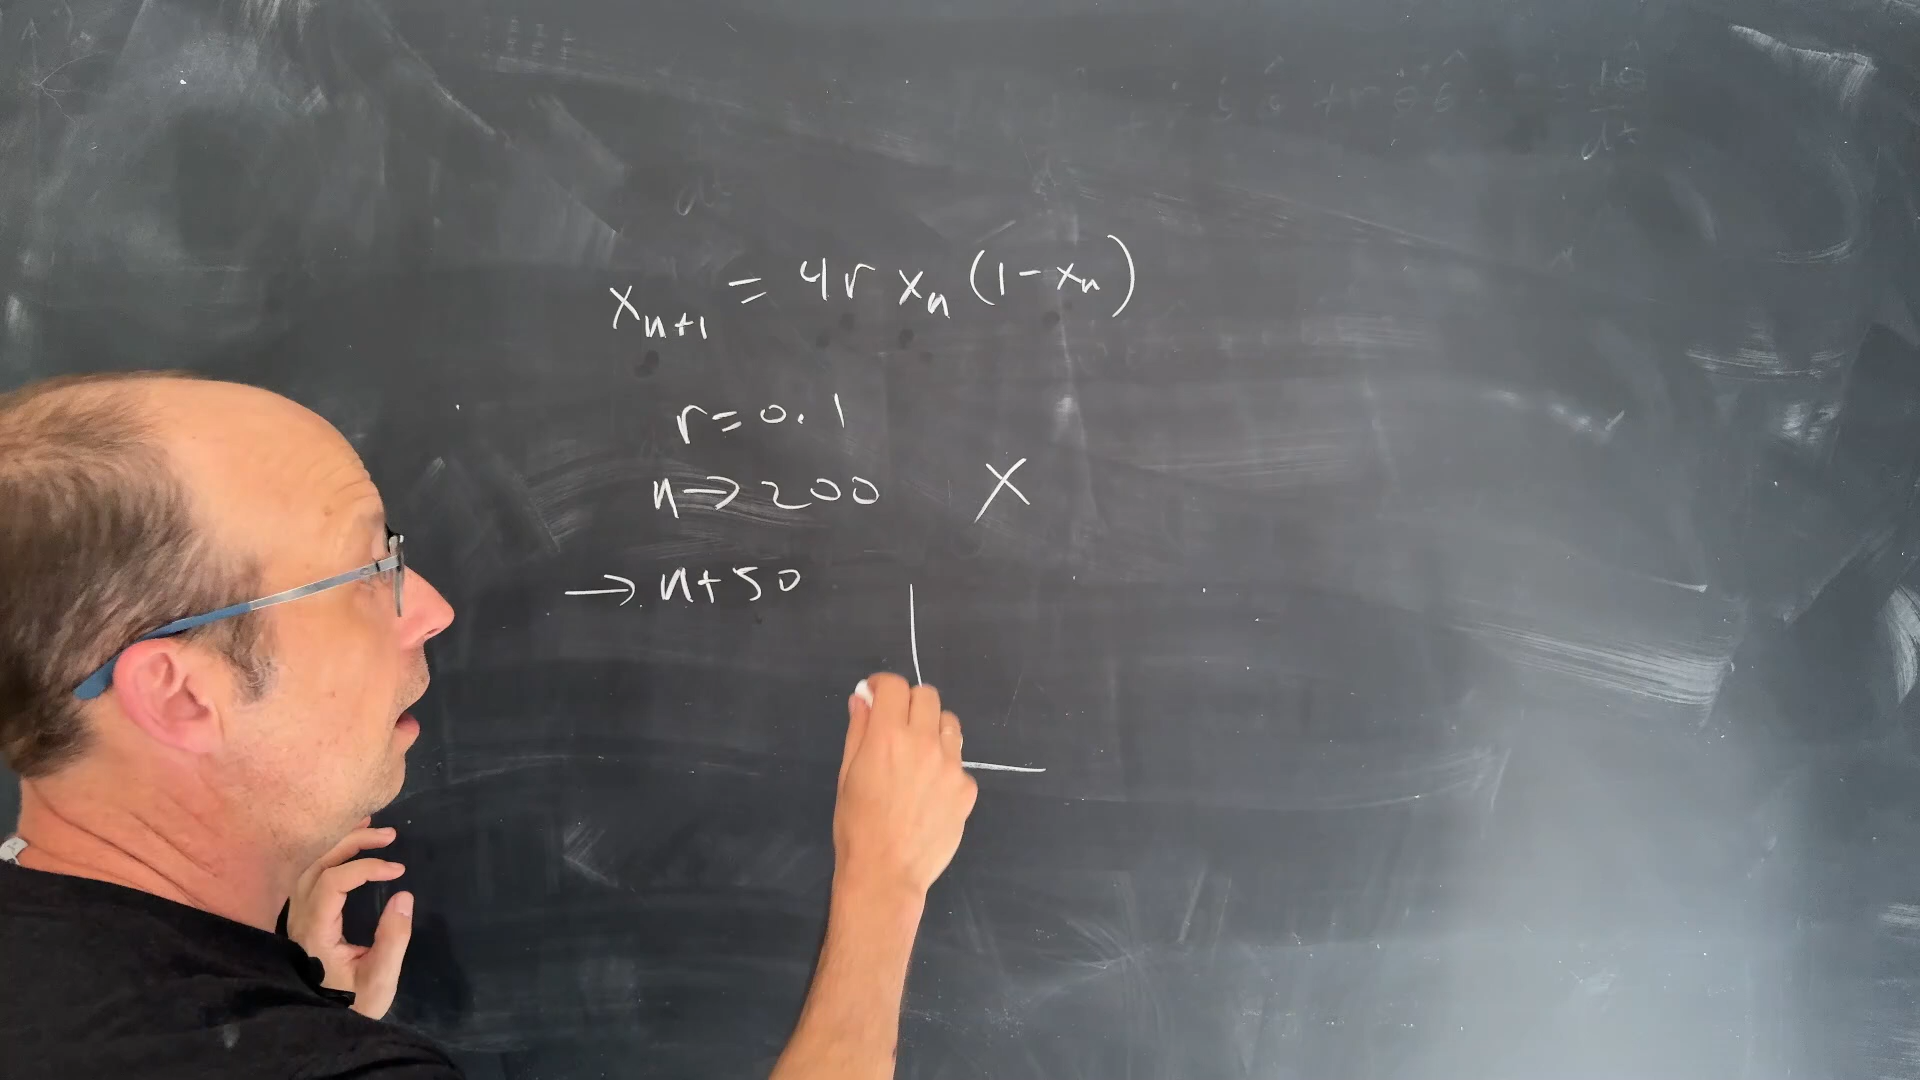 x_{n+1} = 4r x_n (1-x_n)
r=0.1
n→200 X
→ n+50